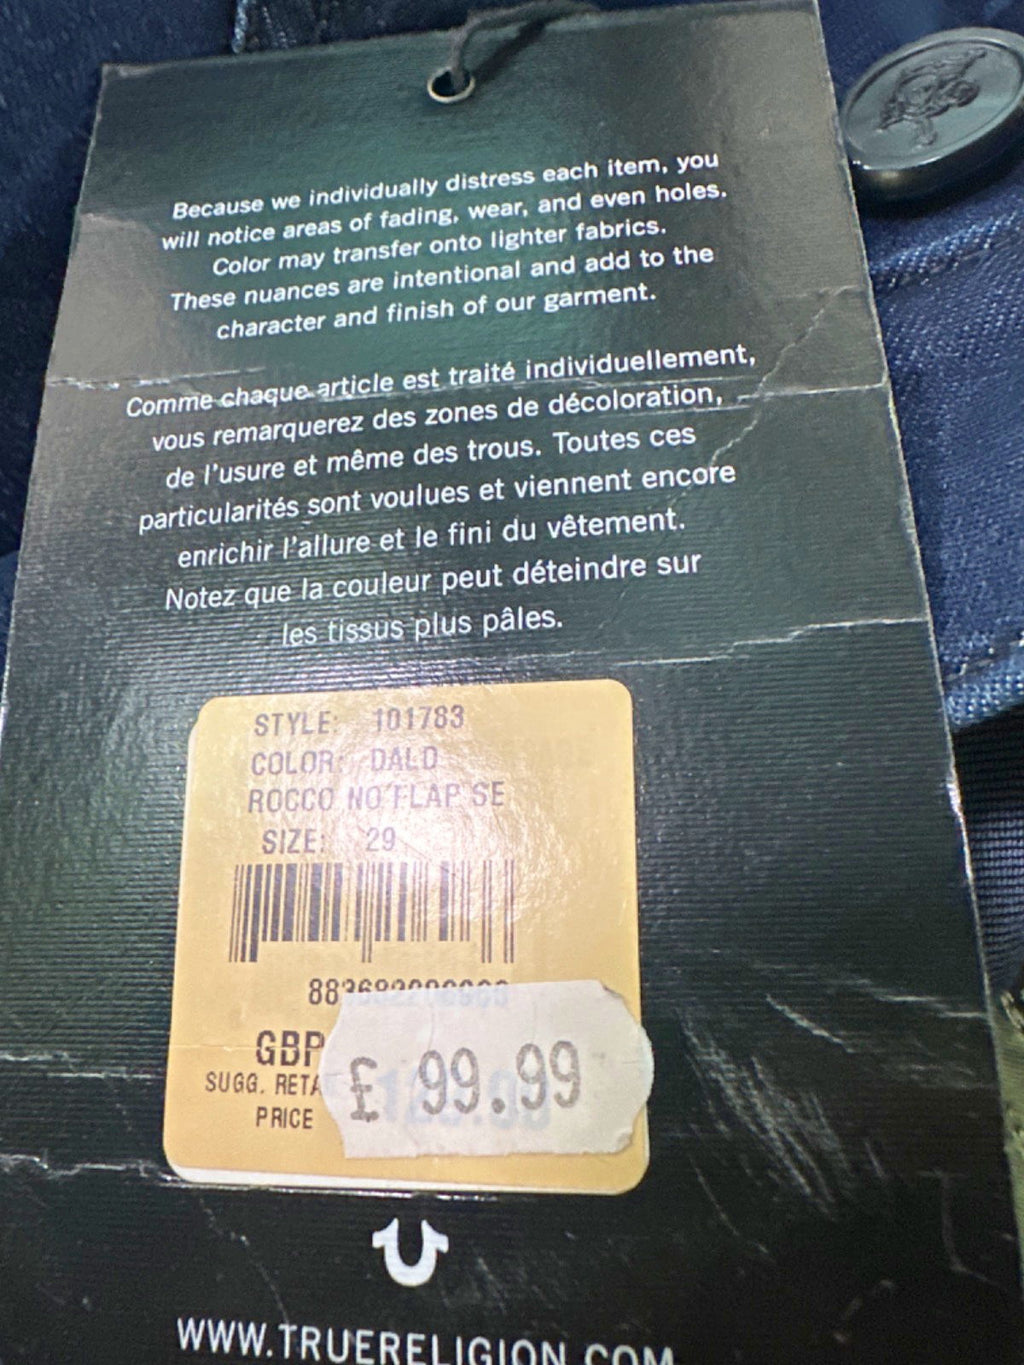 Because we individually distress each item, you
will notice areas of fading, wear, and even holes.
Color may transfer onto lighter fabrics.
These nuances are intentional and add to the
character and finish of our garment.
Comme chaque article est traité individuellement,
vous remarquerez des zones de décoloration,
de l'usure et même des trous. Toutes ces
particularités sont voulues et viennent encore
enrichir l'allure et le fini du vêtement.
Notez que la couleur peut déteindre sur
les tissus plus pâles.
STYLE: 101783
COLOR: DALD
ROCCO NO FLAP SE
SIZE: 29
GBP
SUGG. RETA
PRICE
£ 99.99
WWW.TRUERELIGION.COM